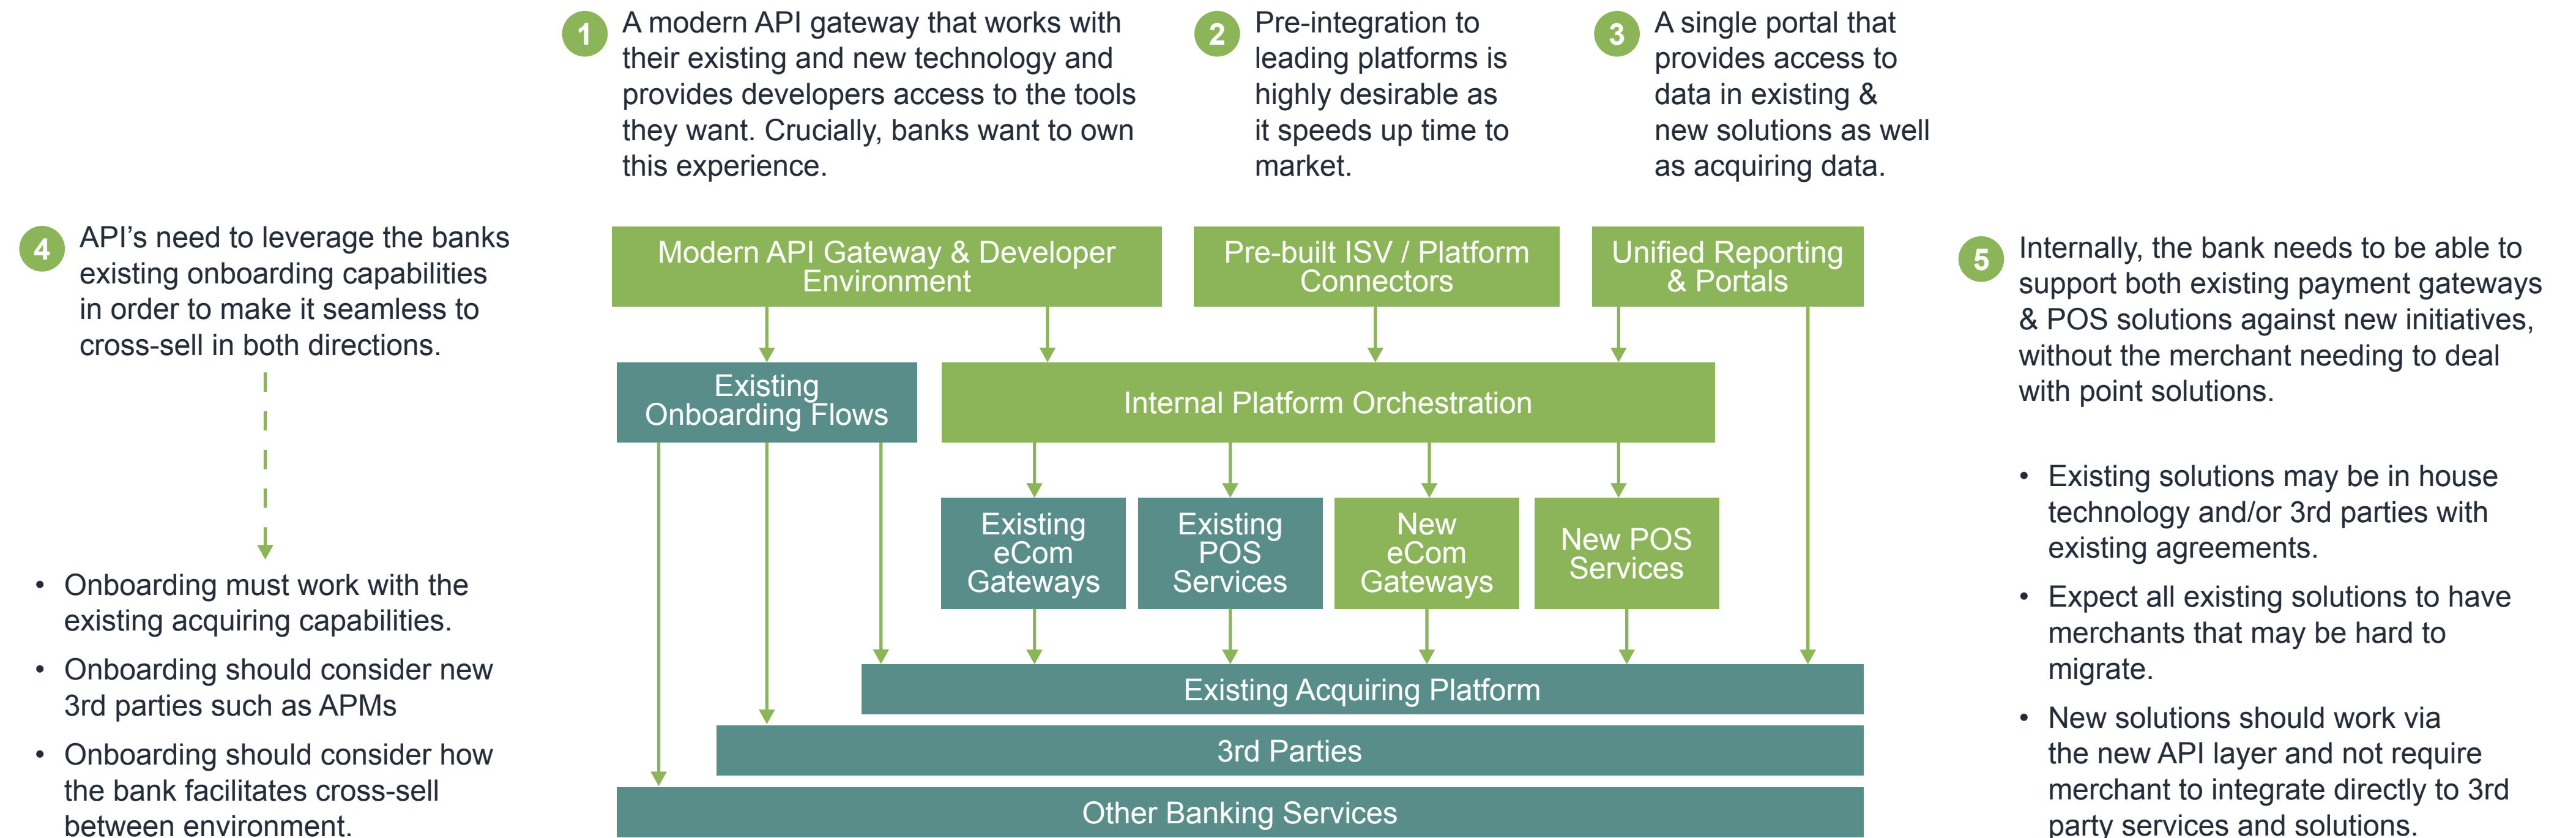 1
A modern API gateway that works with
their existing and new technology and
provides developers access to the tools
they want. Crucially, banks want to own
this experience.
2
Pre-integration to
leading platforms is
highly desirable as
it speeds up time to
market.
3
A single portal that
provides access to
data in existing &
new solutions as well
as acquiring data.
4
API’s need to leverage the banks
existing onboarding capabilities
in order to make it seamless to
cross-sell in both directions.
• Onboarding must work with the
existing acquiring capabilities.
• Onboarding should consider new
3rd parties such as APMs
• Onboarding should consider how
the bank facilitates cross-sell
between environment.
Modern API Gateway & Developer
Environment
Pre-built ISV / Platform
Connectors
Unified Reporting
& Portals
Existing
Onboarding Flows
Internal Platform Orchestration
Existing
eCom
Gateways
Existing
POS
Services
New
eCom
Gateways
New POS
Services
Existing Acquiring Platform
3rd Parties
Other Banking Services
5
Internally, the bank needs to be able to
support both existing payment gateways
& POS solutions against new initiatives,
without the merchant needing to deal
with point solutions.
• Existing solutions may be in house
technology and/or 3rd parties with
existing agreements.
• Expect all existing solutions to have
merchants that may be hard to
migrate.
• New solutions should work via
the new API layer and not require
merchant to integrate directly to 3rd
party services and solutions.